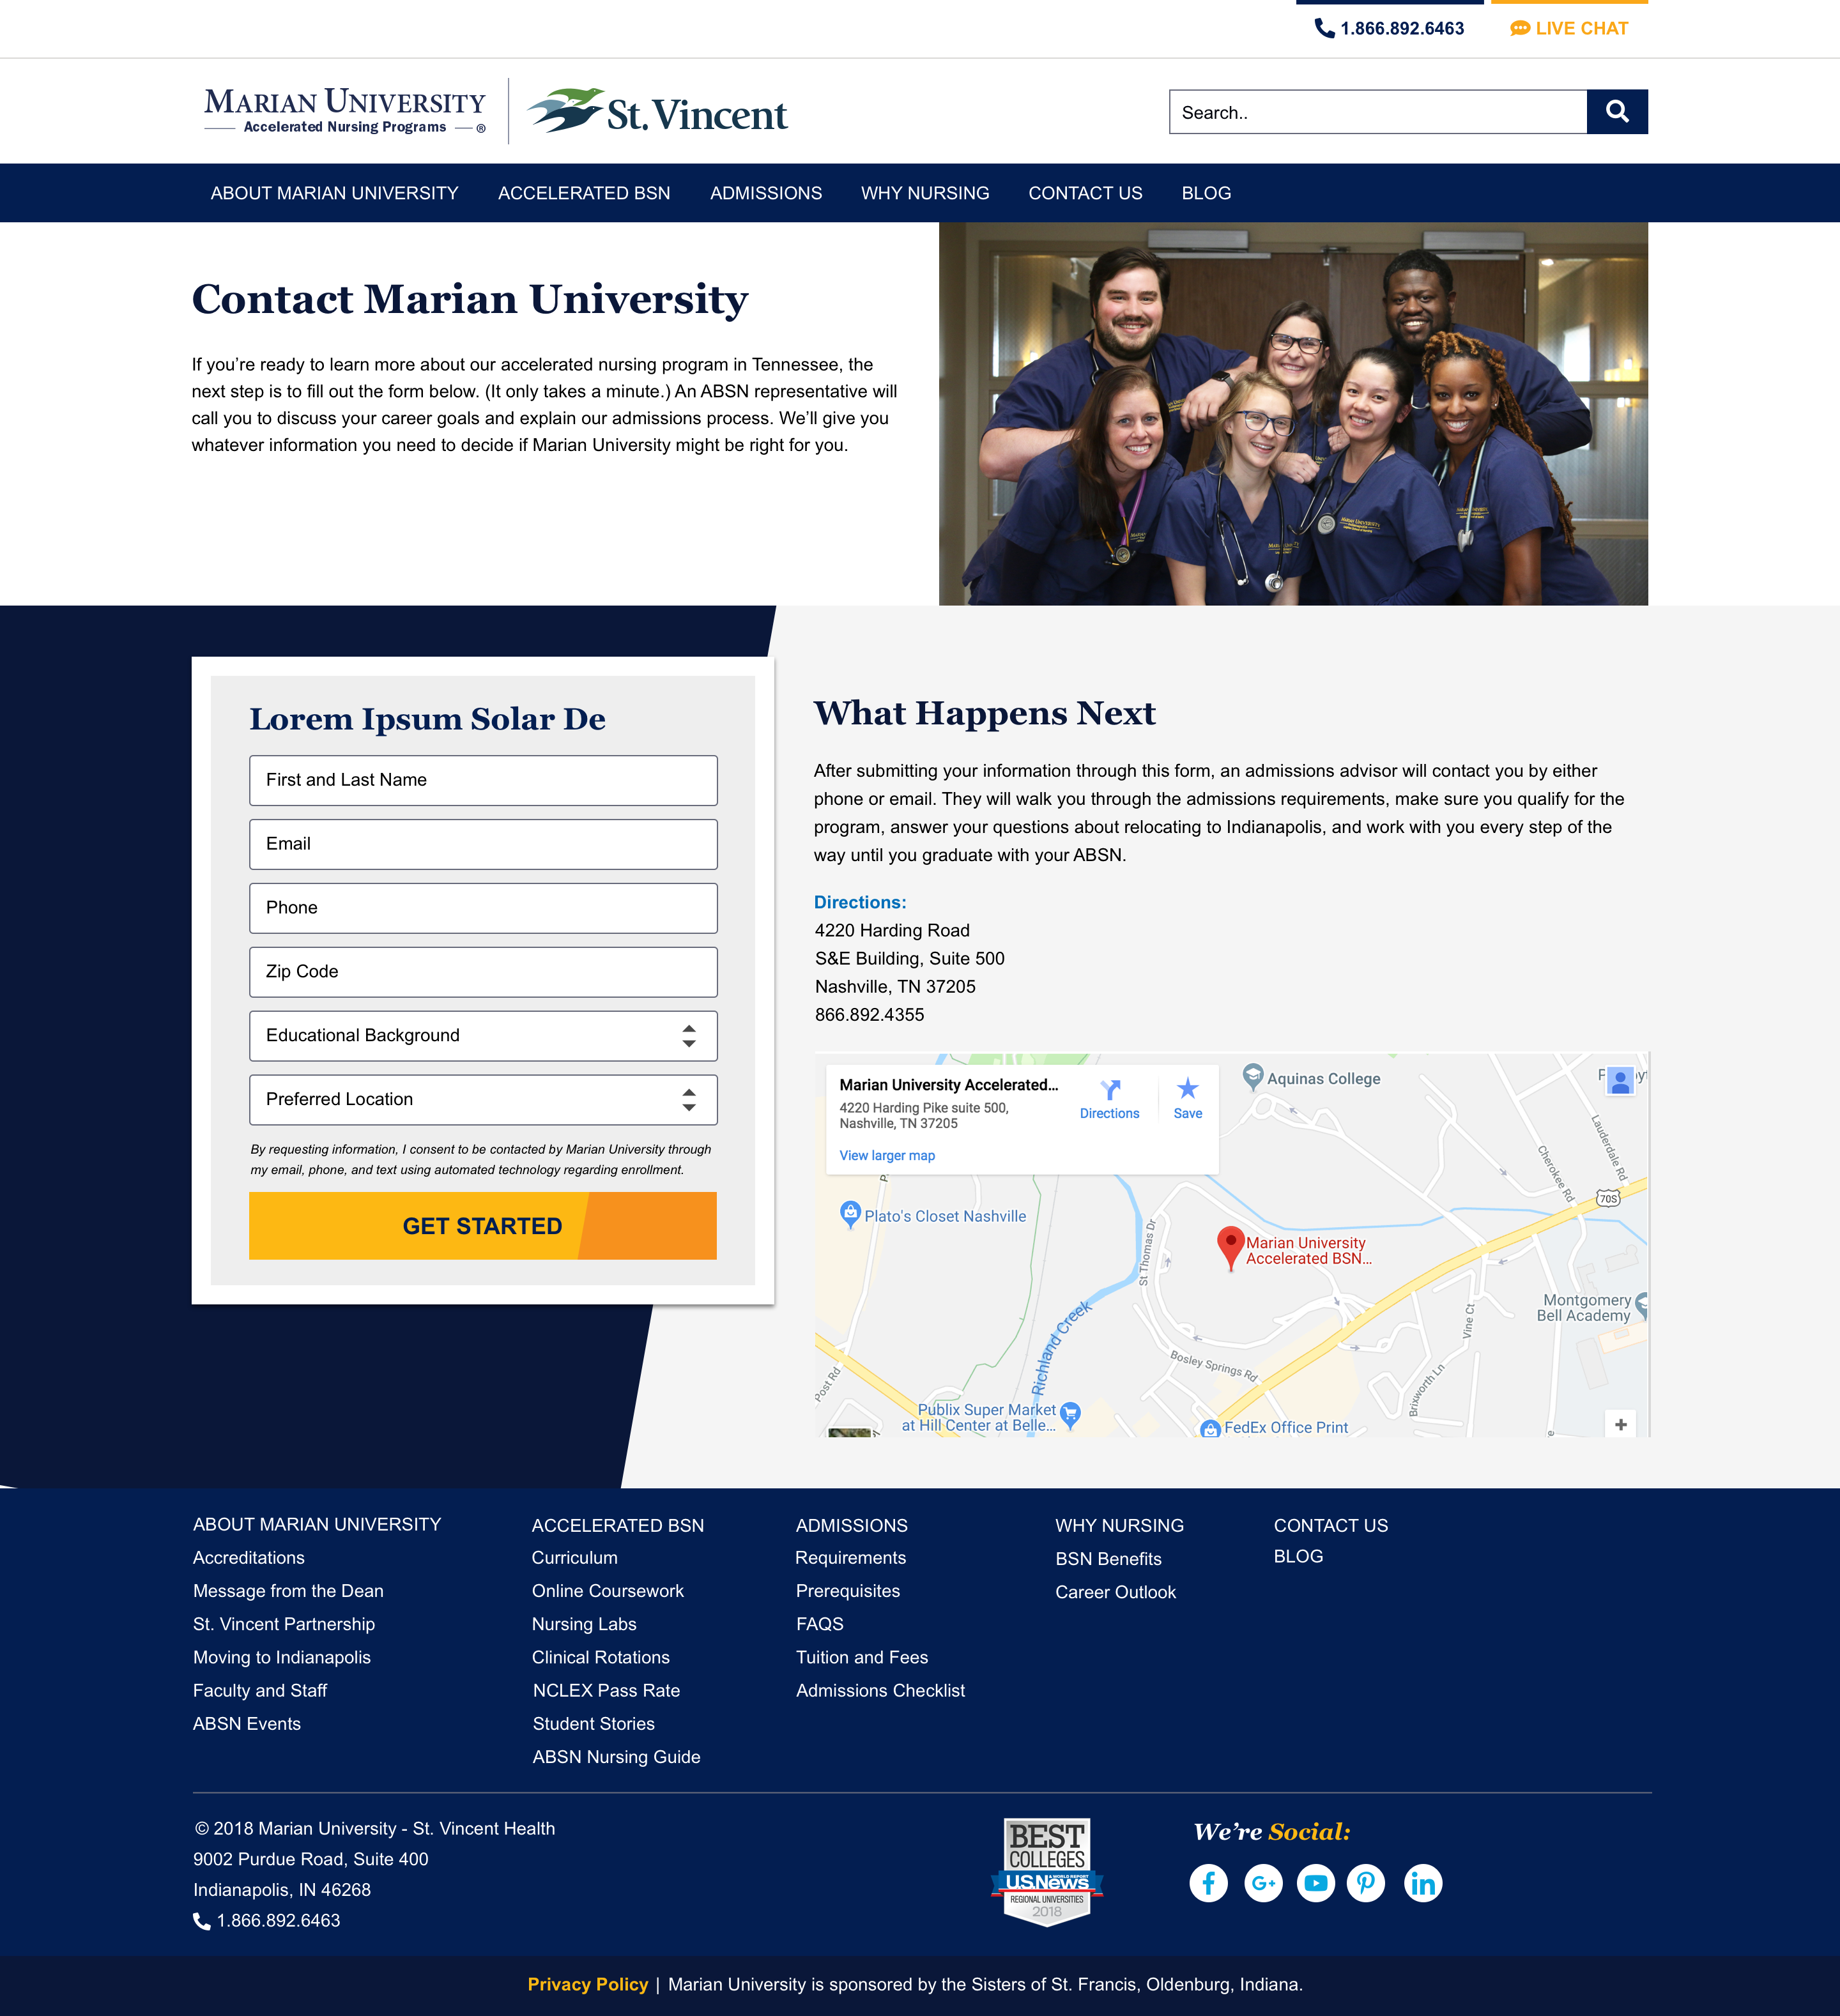 1.866.892.6463
LIVE CHAT
MARIAN UNIVERSITY
Accelerated Nursing Programs ®
St. Vincent
Search..
ABOUT MARIAN UNIVERSITY
ACCELERATED BSN
ADMISSIONS
WHY NURSING
CONTACT US
BLOG
Contact Marian University
If you’re ready to learn more about our accelerated nursing program in Tennessee, the
next step is to fill out the form below. (It only takes a minute.) An ABSN representative will
call you to discuss your career goals and explain our admissions process. We’ll give you
whatever information you need to decide if Marian University might be right for you.
Lorem Ipsum Solar De
First and Last Name
Email
Phone
Zip Code
Educational Background
Preferred Location
By requesting information, I consent to be contacted by Marian University through
my email, phone, and text using automated technology regarding enrollment.
GET STARTED
What Happens Next
After submitting your information through this form, an admissions advisor will contact you by either
phone or email. They will walk you through the admissions requirements, make sure you qualify for the
program, answer your questions about relocating to Indianapolis, and work with you every step of the
way until you graduate with your ABSN.
Directions:
4220 Harding Road
S&E Building, Suite 500
Nashville, TN 37205
866.892.4355
Marian University Accelerated...
4220 Harding Pike suite 500,
Nashville, TN 37205
Directions
Save
View larger map
Aquinas College
Lauderdale Rd
Cherokee Rd
70S
Plato's Closet Nashville
St Thomas Dr
Marian University
Accelerated BSN...
Montgomery
Bell Academy
Vine Ct
Richland Creek
Bosley Springs Rd
Brixworth Ln
Post Rd
Publix Super Market
at Hill Center at Belle...
FedEx Office Print
ABOUT MARIAN UNIVERSITY
Accreditations
Message from the Dean
St. Vincent Partnership
Moving to Indianapolis
Faculty and Staff
ABSN Events
ACCELERATED BSN
Curriculum
Online Coursework
Nursing Labs
Clinical Rotations
NCLEX Pass Rate
Student Stories
ABSN Nursing Guide
ADMISSIONS
Requirements
Prerequisites
FAQS
Tuition and Fees
Admissions Checklist
WHY NURSING
BSN Benefits
Career Outlook
CONTACT US
BLOG
© 2018 Marian University - St. Vincent Health
9002 Purdue Road, Suite 400
Indianapolis, IN 46268
1.866.892.6463
BEST
COLLEGES
U.S.News
& WORLD REPORT
REGIONAL UNIVERSITIES
2018
We’re Social:
Privacy Policy | Marian University is sponsored by the Sisters of St. Francis, Oldenburg, Indiana.